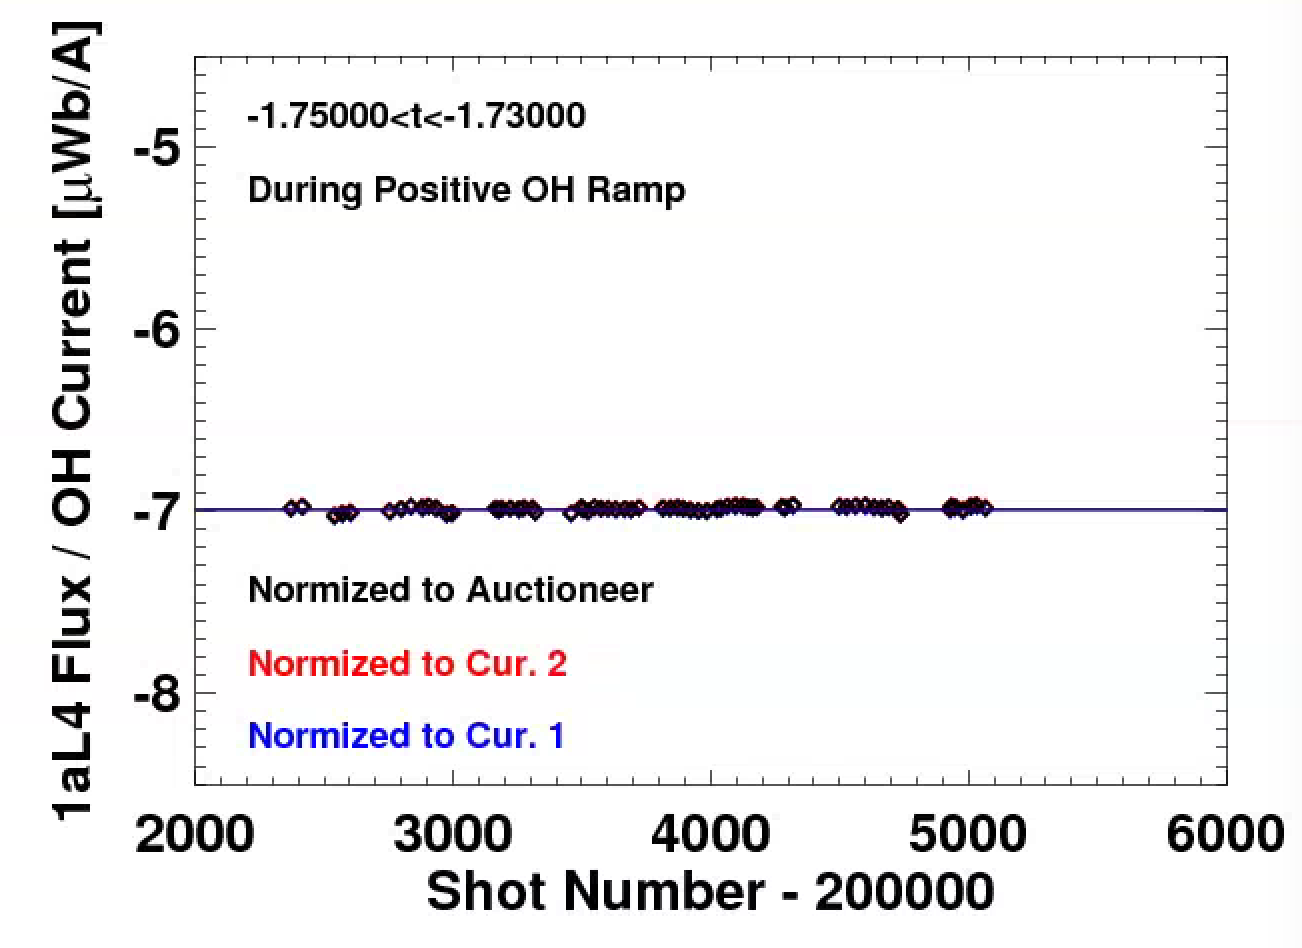 1aL4 Flux / OH Current [μWb/A]
-5
-6
-7
-8
-1.75000<t<-1.73000
During Positive OH Ramp
Normized to Auctioneer
Normized to Cur. 2
Normized to Cur. 1
2000 3000 4000 5000 6000
Shot Number - 200000